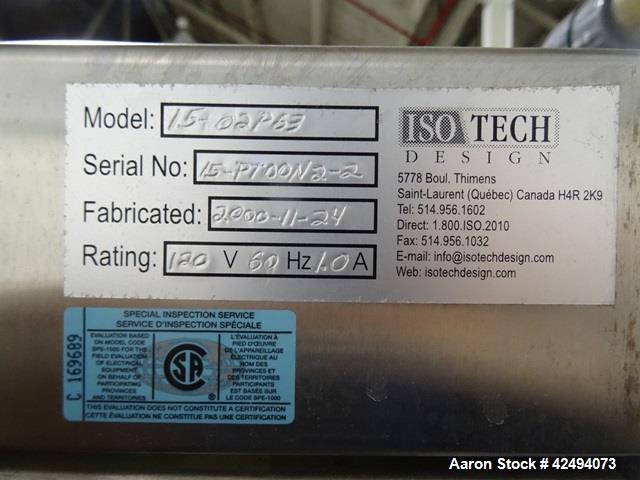 Model: 15-02P63
Serial No: 15-PT00N2-2
Fabricated: 2000-11-24
Rating: 120 V 60 Hz 1.0 A
ISO TECH
DESIGN
5778 Boul. Thimens
Saint-Laurent (Québec) Canada H4R 2K9
Tel: 514.956.1602
Direct: 1.800.ISO.2010
Fax: 514.956.1032
E-mail: info@isotechdesign.com
Web: isotechdesign.com
SPECIAL INSPECTION SERVICE
SERVICE D'INSPECTION SPÉCIALE
C 169689
EVALUATION BASED
ON MODEL CODE
SPE-1000 FOR THE
FIELD EVALUATION
OF ELECTRICAL
EQUIPMENT
ON BEHALF OF
PARTICIPATING
PROVINCES
AND TERRITORIES
SA
ÉVALUATION À
PIED D'ŒUVRE
DE L'APPAREILLAGE
ÉLECTRIQUE AU
NOM DES
PROVINCES ET
DES TERRITOIRES
PARTICIPANTS
EST BASÉE SUR
LE CODE SPE-1000
THIS EVALUATION DOES NOT CONSTITUTE A CERTIFICATION
CETTE ÉVALUATION NE CONSTITUE PAS UNE CERTIFICATION
Aaron Stock # 42494073